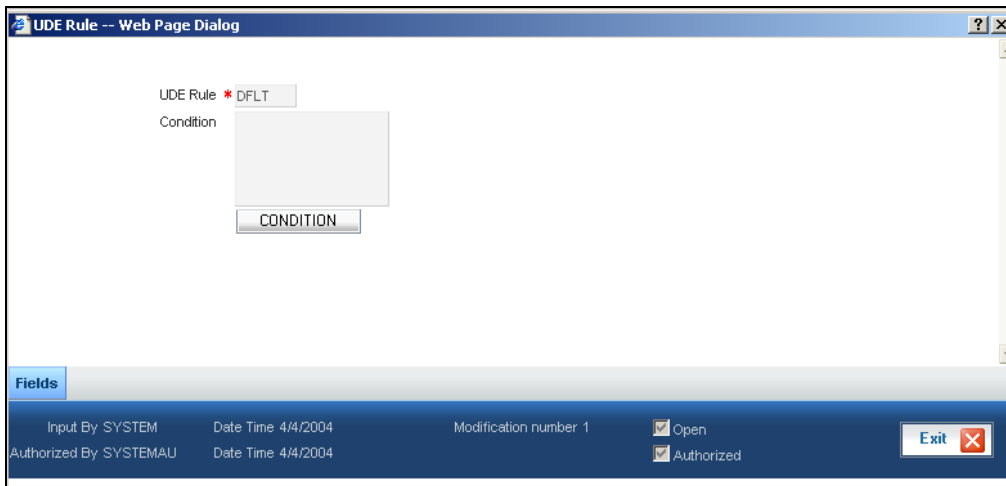 UDE Rule -- Web Page Dialog
UDE Rule * DFLT
Condition
CONDITION
Fields
Input By SYSTEM Date Time 4/4/2004 Modification number 1 Open
Authorized By SYSTEMAU Date Time 4/4/2004 Authorized
Exit